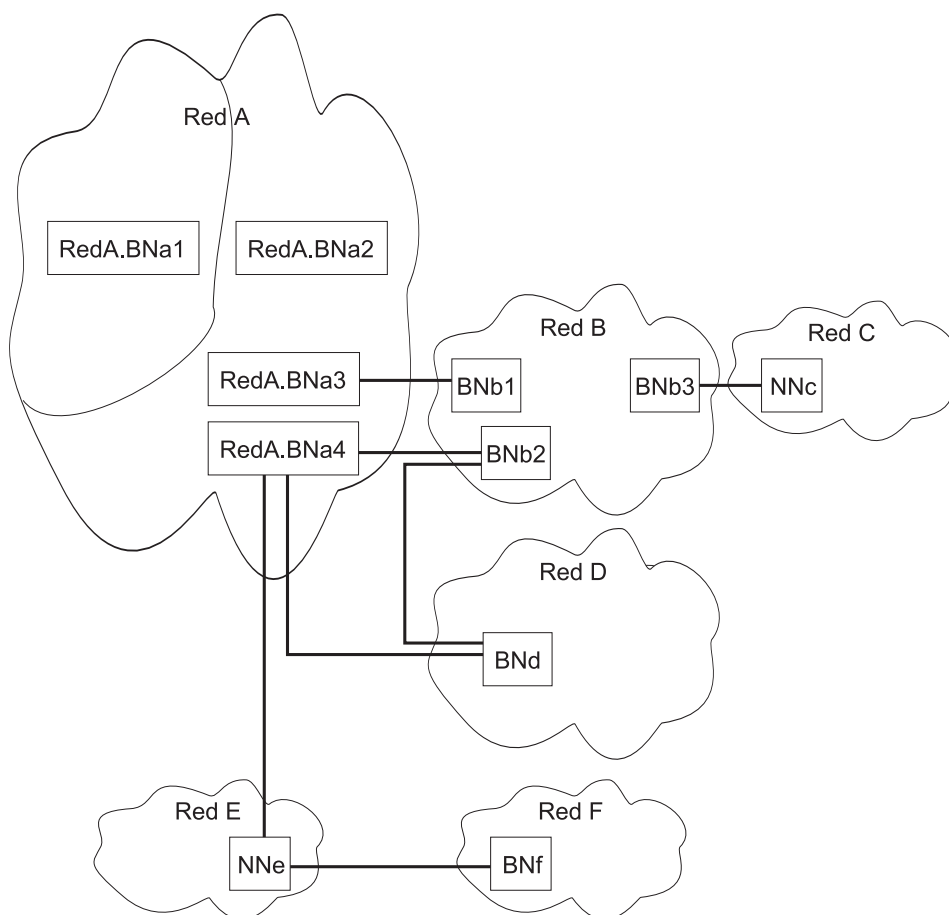 Red A
RedA.BNa1
RedA.BNa2
Red B
Red C
RedA.BNa3
BNb1
BNb3
NNc
RedA.BNa4
BNb2
Red D
BNd
Red E
Red F
NNe
BNf